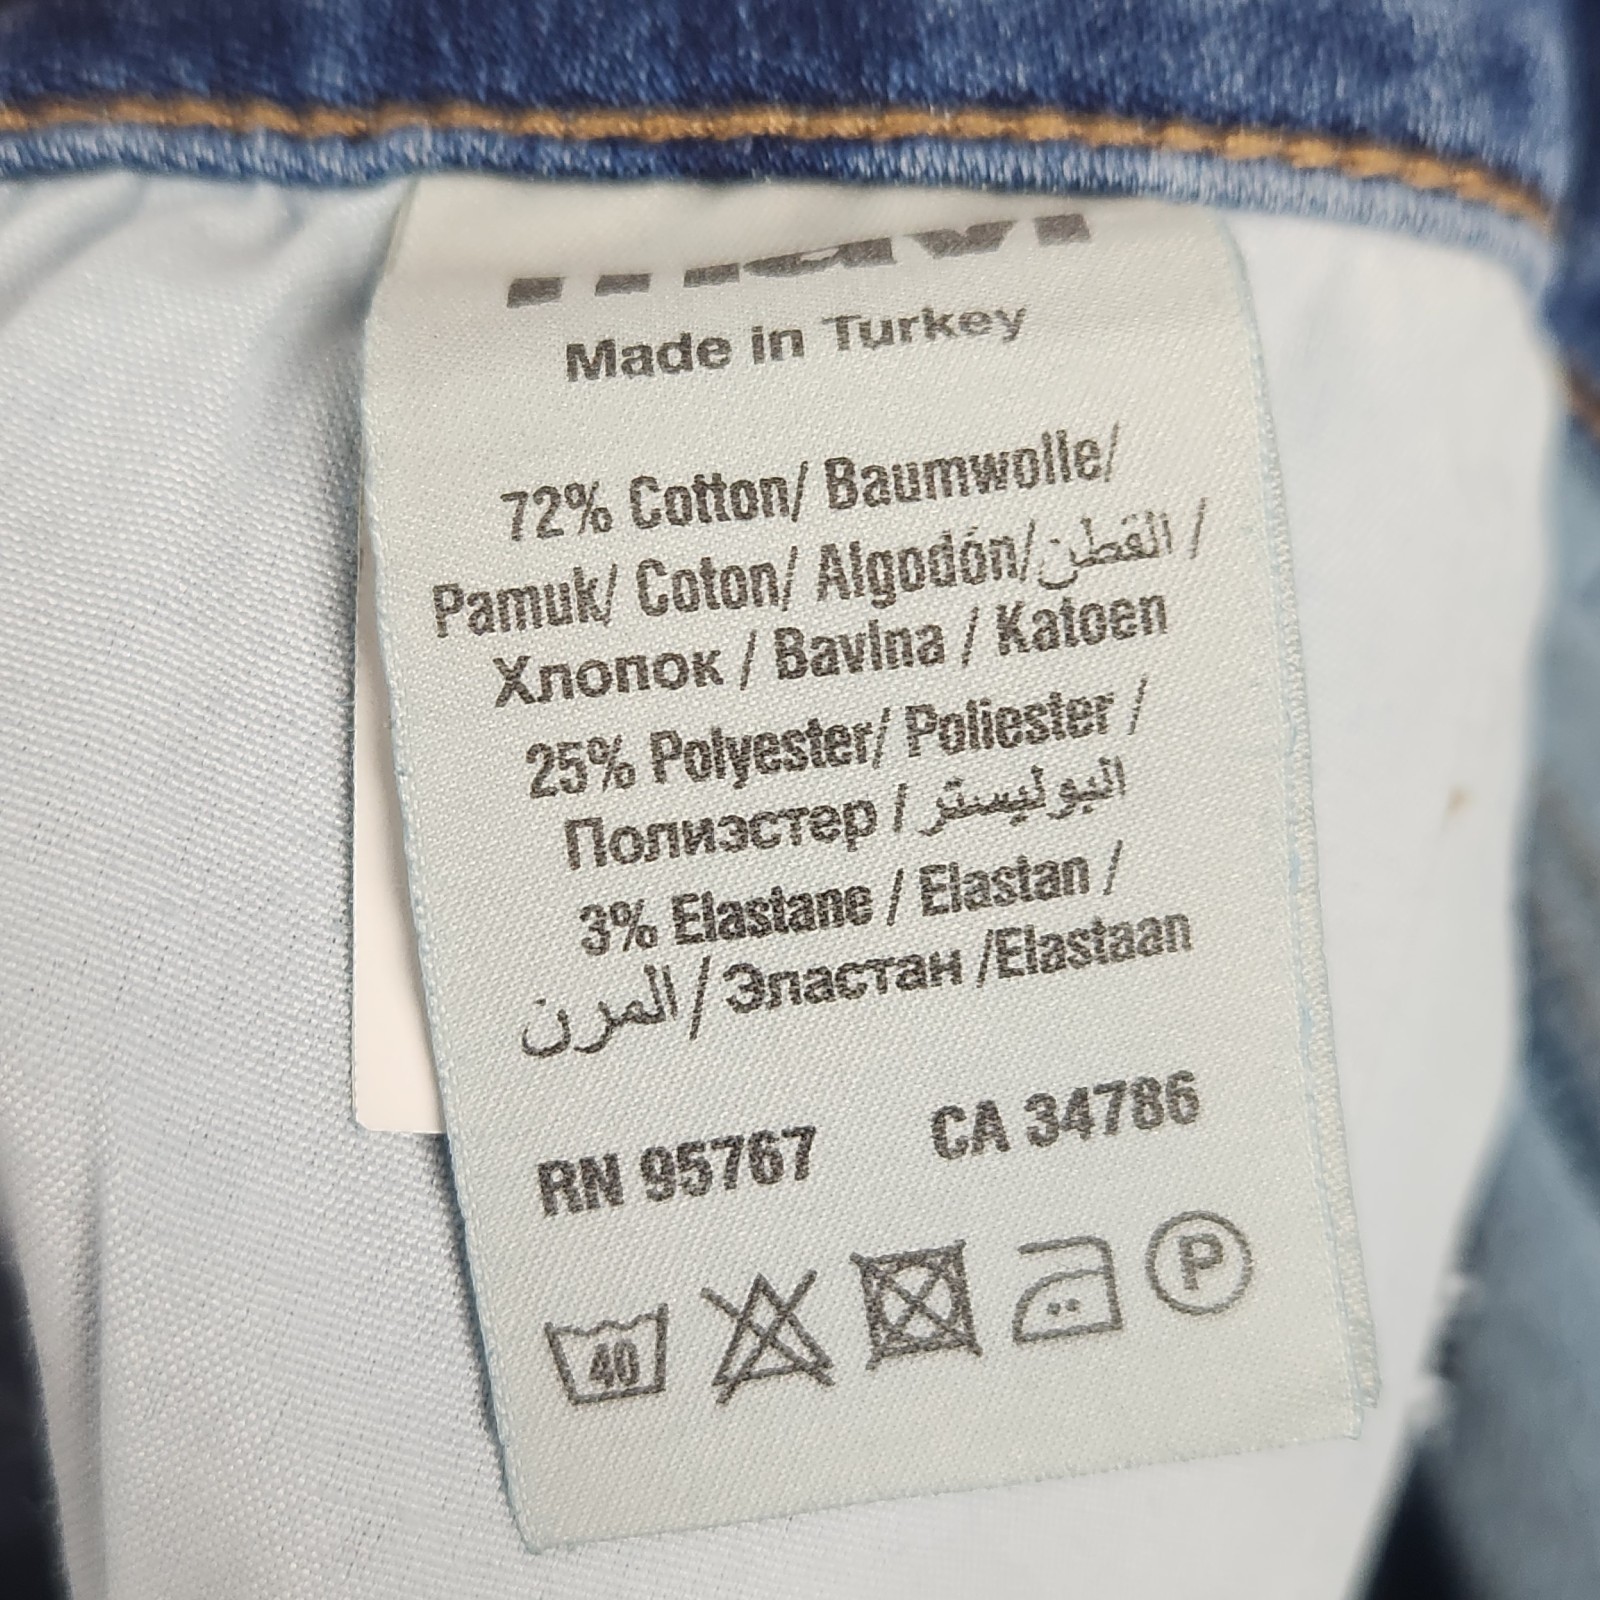 mavi
Made in Turkey
72% Cotton/ Baumwolle/
Pamuk/ Coton/ Algodón/ القطن /
Хлопок / Bavlna / Katoen
25% Polyester/ Poliester /
Полиэстер / البوليستر
3% Elastane / Elastan /
المرن / Эластан /Elastaan
RN 95767 CA 34786
40
P